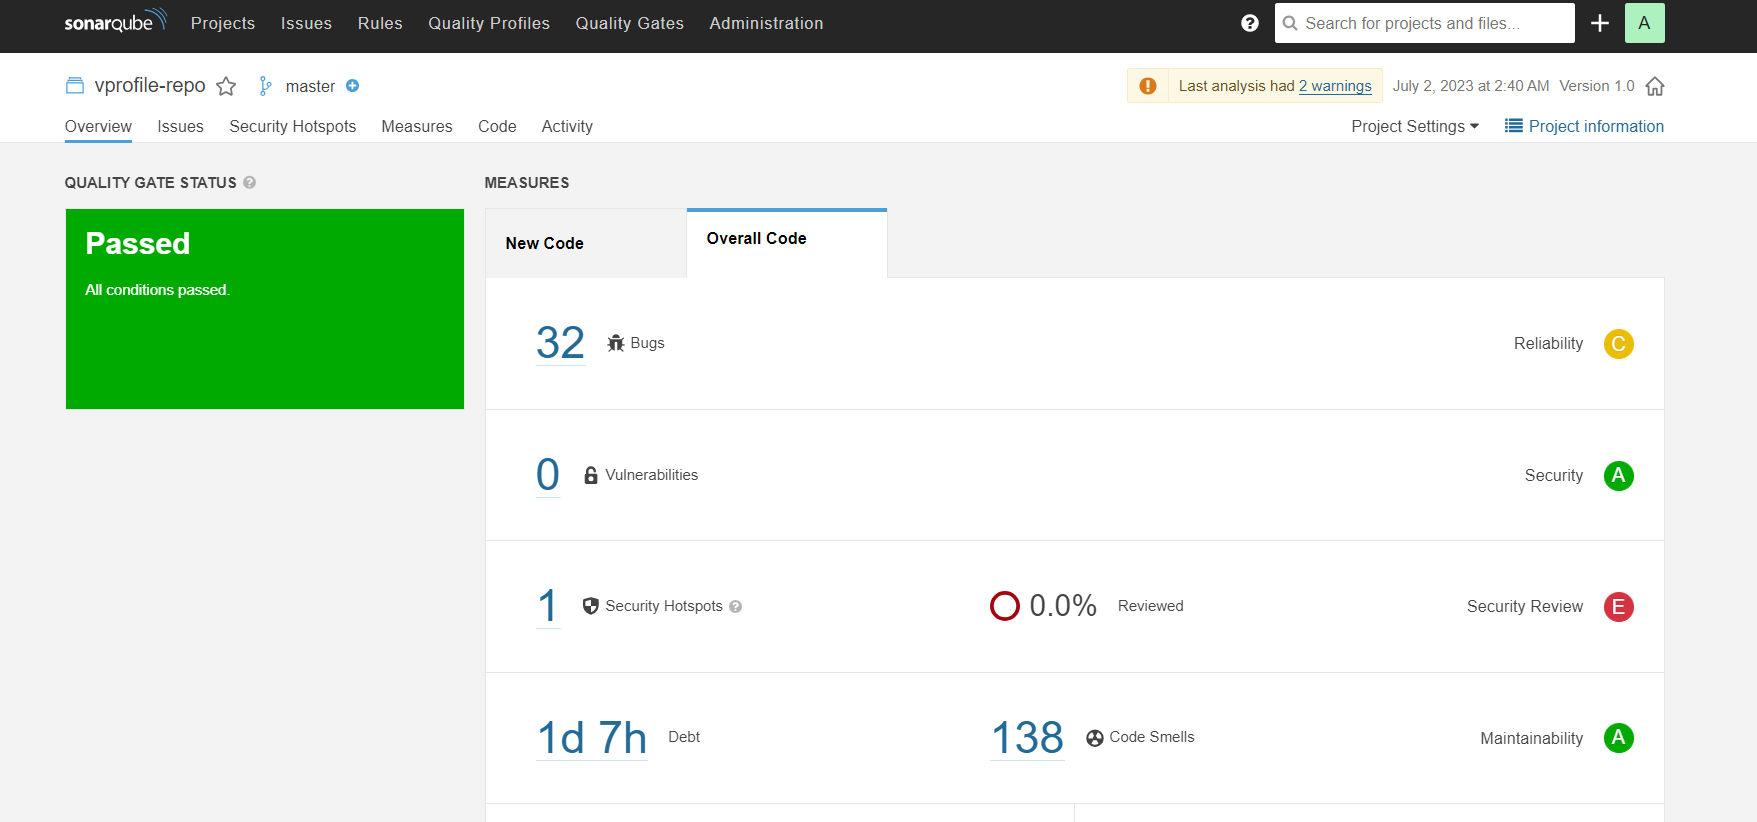 sonarqube Projects Issues Rules Quality Profiles Quality Gates Administration ? Search for projects and files... + A
vprofile-repo master Last analysis had 2 warnings July 2, 2023 at 2:40 AM Version 1.0
Overview Issues Security Hotspots Measures Code Activity Project Settings Project information
QUALITY GATE STATUS ? MEASURES
Passed
All conditions passed.
New Code Overall Code
32 Bugs Reliability C
0 Vulnerabilities Security A
1 Security Hotspots ? 0.0% Reviewed Security Review E
1d 7h Debt 138 Code Smells Maintainability A